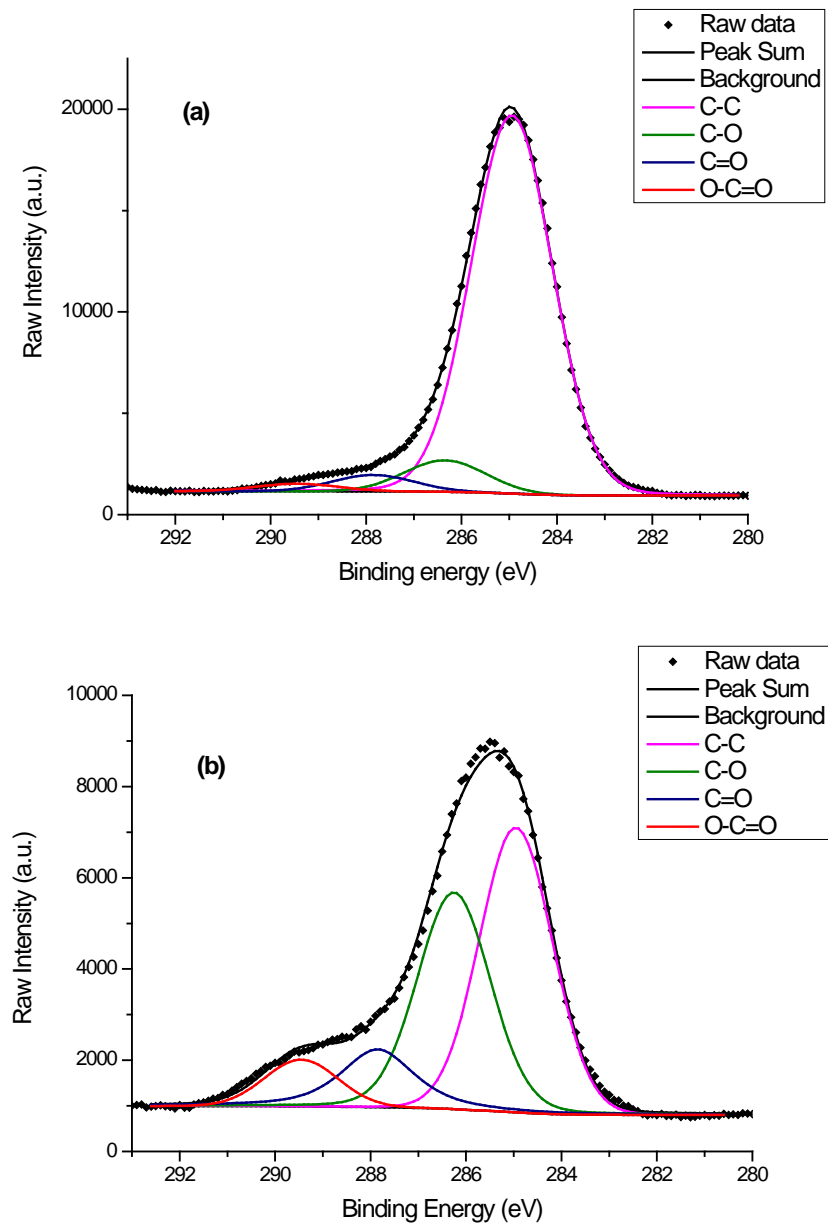 Raw data
Peak Sum
Background
C-C
C-O
C=O
O-C=O
(a)
20000
10000
0
Raw Intensity (a.u.)
292 290 288 286 284 282 280
Binding energy (eV)
Raw data
Peak Sum
Background
C-C
C-O
C=O
O-C=O
(b)
10000
8000
6000
4000
2000
0
Raw Intensity (a.u.)
292 290 288 286 284 282 280
Binding Energy (eV)